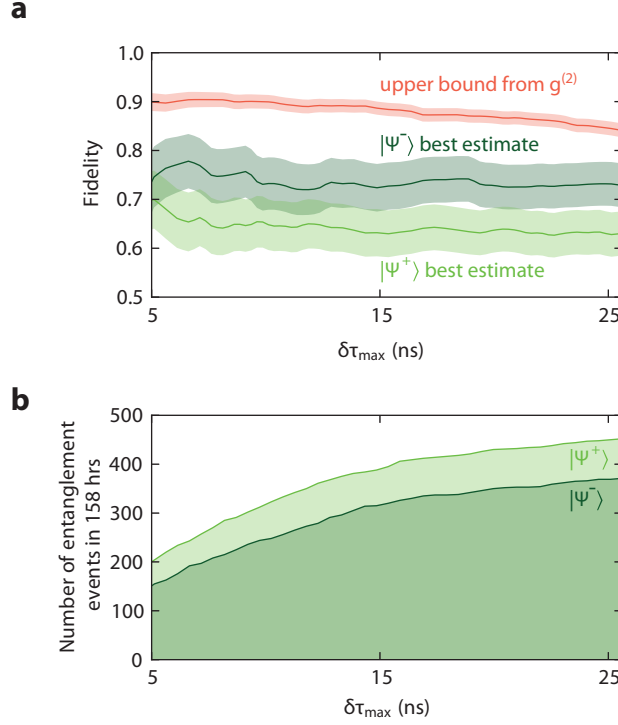 a
1.0
0.9
0.8
0.7
0.6
0.5
Fidelity
upper bound from g⁽²⁾
|Ψ⁻⟩ best estimate
|Ψ⁺⟩ best estimate
5
15
25
δτmax (ns)
b
500
400
300
200
100
0
Number of entanglement
events in 158 hrs
|Ψ⁺⟩
|Ψ⁻⟩
5
15
25
δτmax (ns)